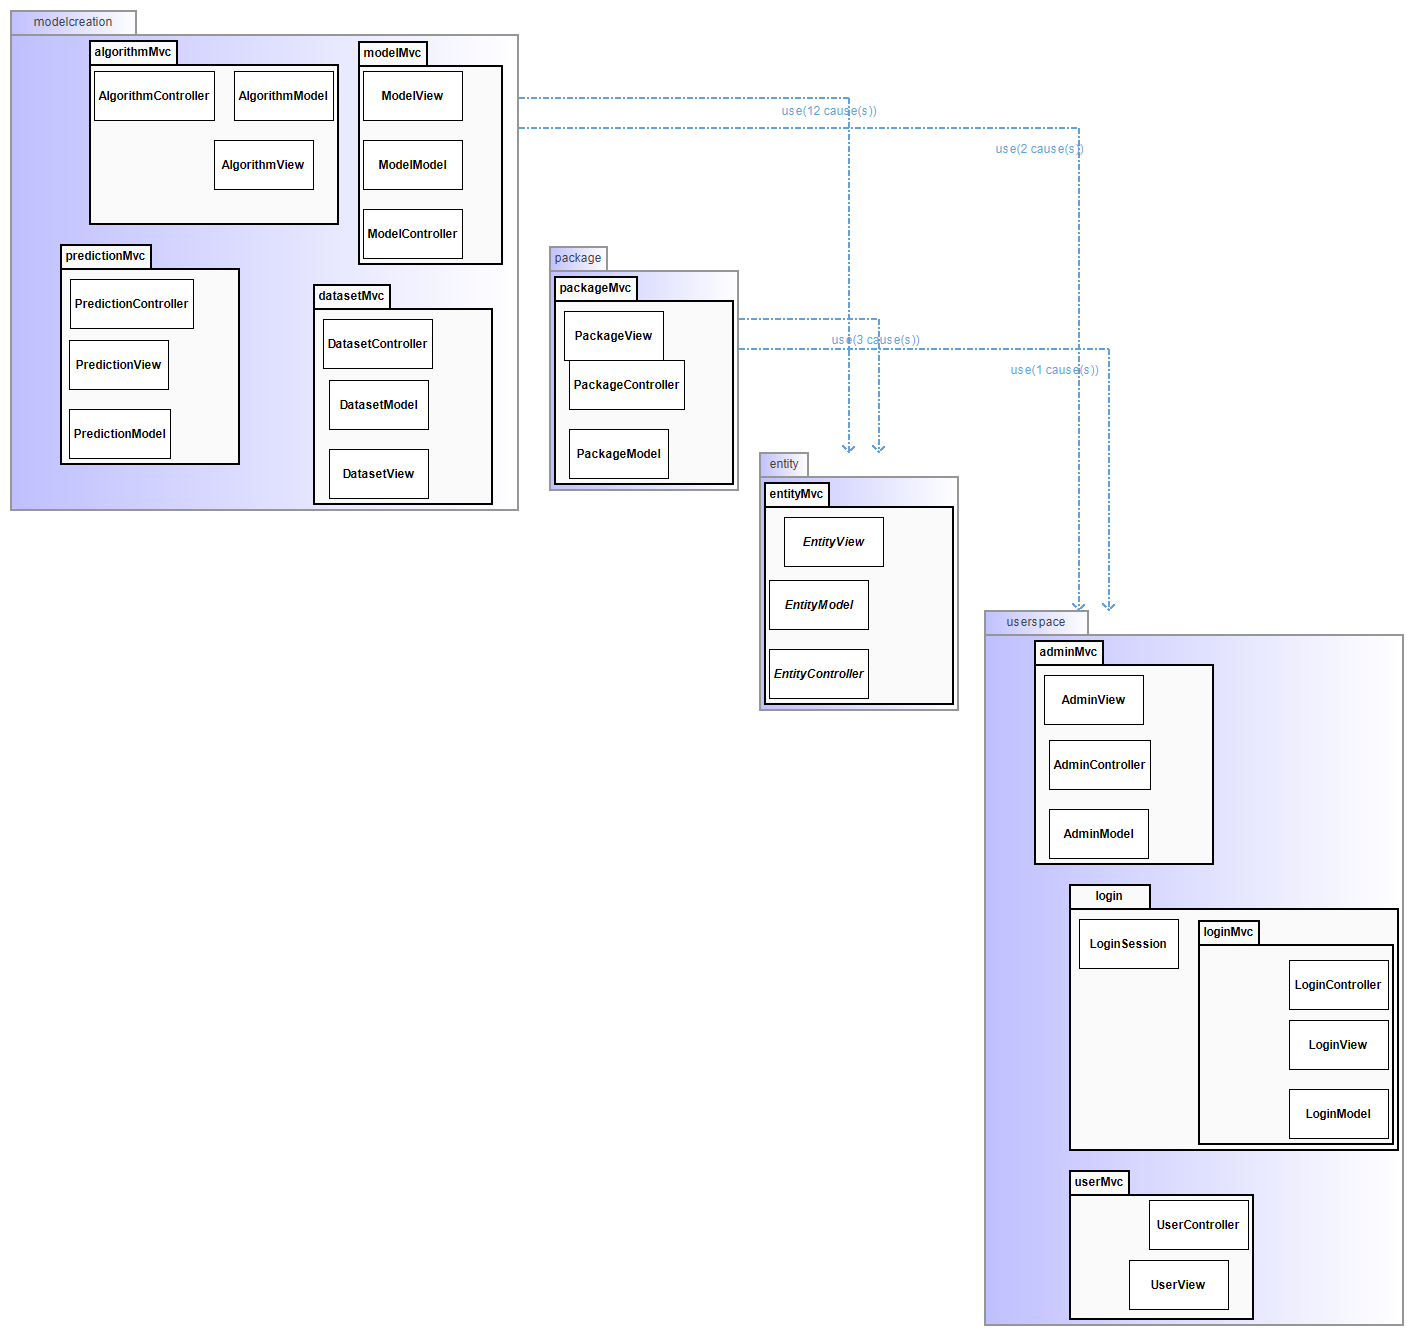 modelcreation
algorithmMvc
AlgorithmController
AlgorithmModel
AlgorithmView
modelMvc
ModelView
ModelModel
ModelController
predictionMvc
PredictionController
PredictionView
PredictionModel
datasetMvc
DatasetController
DatasetModel
DatasetView
use(12 cause(s))
use(2 cause(s))
package
packageMvc
PackageView
PackageController
PackageModel
use(3 cause(s))
use(1 cause(s))
entity
entityMvc
EntityView
EntityModel
EntityController
userspace
adminMvc
AdminView
AdminController
AdminModel
login
LoginSession
loginMvc
LoginController
LoginView
LoginModel
userMvc
UserController
UserView